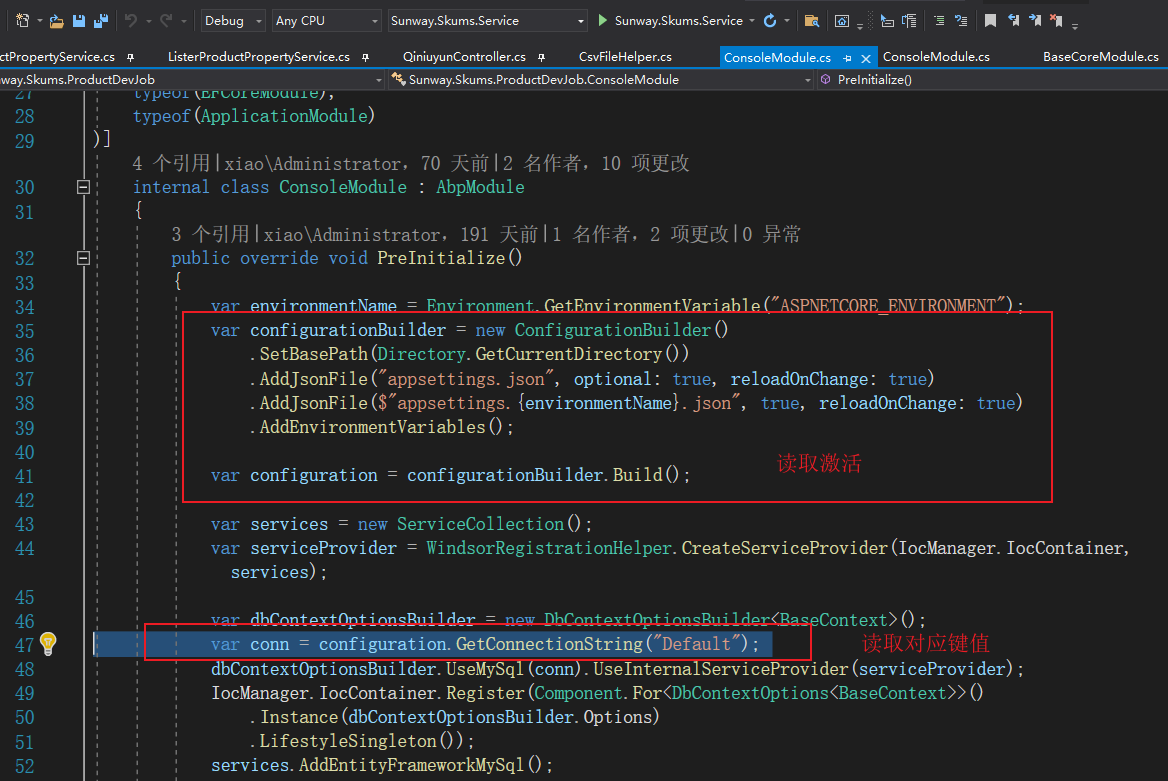 Debug Any CPU Sunway.Skums.Service Sunway.Skums.Service
ctPropertyService.cs ListerProductPropertyService.cs QiniuyunController.cs CsvFileHelper.cs ConsoleModule.cs ConsoleModule.cs BaseCoreModule.cs
way.Skums.ProductDevJob Sunway.Skums.ProductDevJob.ConsoleModule PreInitialize()
27 typeof(EFCoreModule),
28 typeof(ApplicationModule)
29 )]
4 个引用|xiao\Administrator，70 天前|2 名作者，10 项更改
30 internal class ConsoleModule : AbpModule
31 {
3 个引用|xiao\Administrator，191 天前|1 名作者，2 项更改|0 异常
32 public override void PreInitialize()
33 {
34 var environmentName = Environment.GetEnvironmentVariable("ASPNETCORE_ENVIRONMENT");
35 var configurationBuilder = new ConfigurationBuilder()
36 .SetBasePath(Directory.GetCurrentDirectory())
37 .AddJsonFile("appsettings.json", optional: true, reloadOnChange: true)
38 .AddJsonFile($"appsettings.{environmentName}.json", true, reloadOnChange: true)
39 .AddEnvironmentVariables();
40
读取激活
41 var configuration = configurationBuilder.Build();
42
43 var services = new ServiceCollection();
44 var serviceProvider = WindsorRegistrationHelper.CreateServiceProvider(IocManager.IocContainer,
services);
45
46 var dbContextOptionsBuilder = new DbContextOptionsBuilder<BaseContext>();
47 var conn = configuration.GetConnectionString("Default"); 读取对应键值
48 dbContextOptionsBuilder.UseMySql(conn).UseInternalServiceProvider(serviceProvider);
49 IocManager.IocContainer.Register(Component.For<DbContextOptions<BaseContext>>()
50 .Instance(dbContextOptionsBuilder.Options)
51 .LifestyleSingleton());
52 services.AddEntityFrameworkMySql();